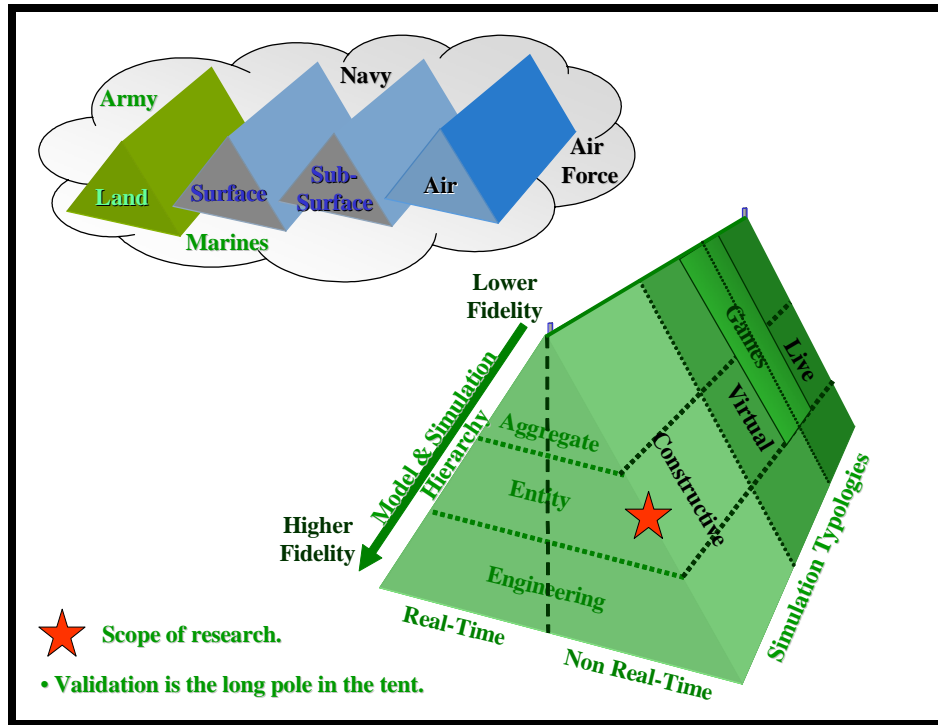 Navy
Army
Air
Force
Land
Surface
Sub-
Surface
Air
Marines
Lower
Fidelity
Model & Simulation
Hierarchy
Higher
Fidelity
Aggregate
Entity
Engineering
Constructive
Virtual
Games
Live
Simulation Typologies
Real-Time
Non Real-Time
Scope of research.
• Validation is the long pole in the tent.